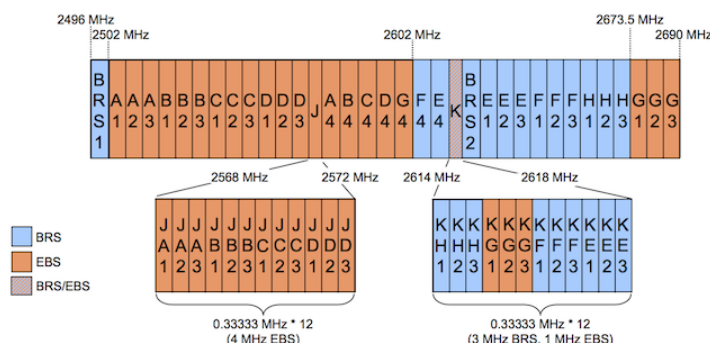 2496 MHz
2502 MHz
2602 MHz
2673.5 MHz
2690 MHz
BRS1 A1 A2 A3 B1 B2 B3 C1 C2 C3 D1 D2 D3 J A4 B4 C4 D4 G4 F4 E4 K BRS2 E1 E2 E3 F1 F2 F3 H1 H2 H3 G1 G2 G3
2568 MHz
2572 MHz
2614 MHz
2618 MHz
JA1 JA2 JA3 JB1 JB2 JB3 JC1 JC2 JC3 JD1 JD2 JD3
KH1 KH2 KH3 KG1 KG2 KG3 KF1 KF2 KF3 KE1 KE2 KE3
BRS
EBS
BRS/EBS
0.33333 MHz * 12
(4 MHz EBS)
0.33333 MHz * 12
(3 MHz BRS, 1 MHz EBS)